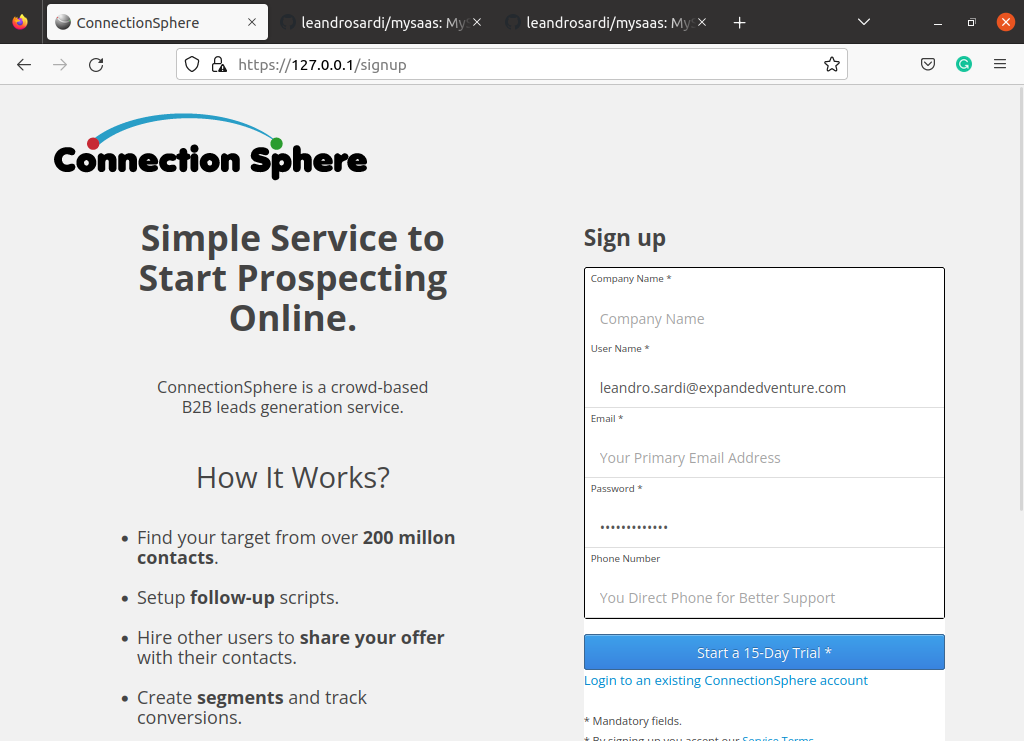 ConnectionSphere
leandrosardi/mysaas: MyS
leandrosardi/mysaas: MyS
https://127.0.0.1/signup
Connection Sphere
Simple Service to
Start Prospecting
Online.
ConnectionSphere is a crowd-based
B2B leads generation service.
How It Works?
Find your target from over 200 millon
contacts.
Setup follow-up scripts.
Hire other users to share your offer
with their contacts.
Create segments and track
conversions.
Sign up
Company Name *
Company Name
User Name *
leandro.sardi@expandedventure.com
Email *
Your Primary Email Address
Password *
•••••••••••••
Phone Number
You Direct Phone for Better Support
Start a 15-Day Trial *
Login to an existing ConnectionSphere account
* Mandatory fields.
* By signing up you accept our Service Terms